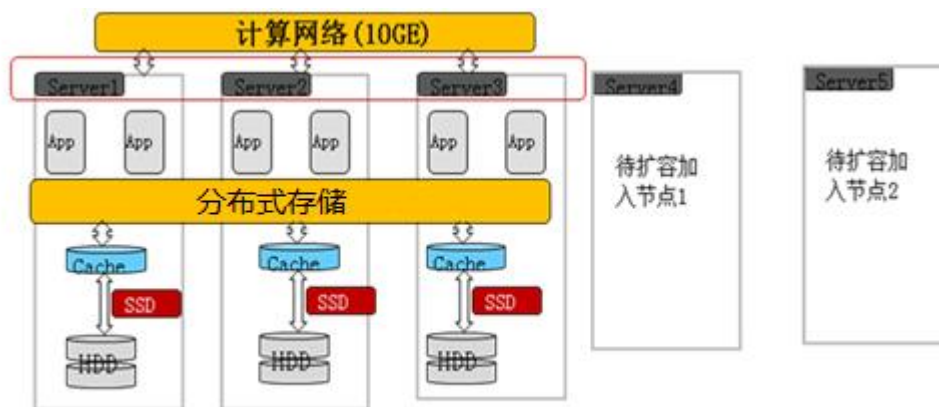 计算网络(10GE)
Server1
Server2
Server3
Server4
Server5
App
App
App
App
App
App
待扩容加
入节点1
待扩容加
入节点2
分布式存储
Cache
Cache
Cache
SSD
SSD
SSD
HDD
HDD
HDD